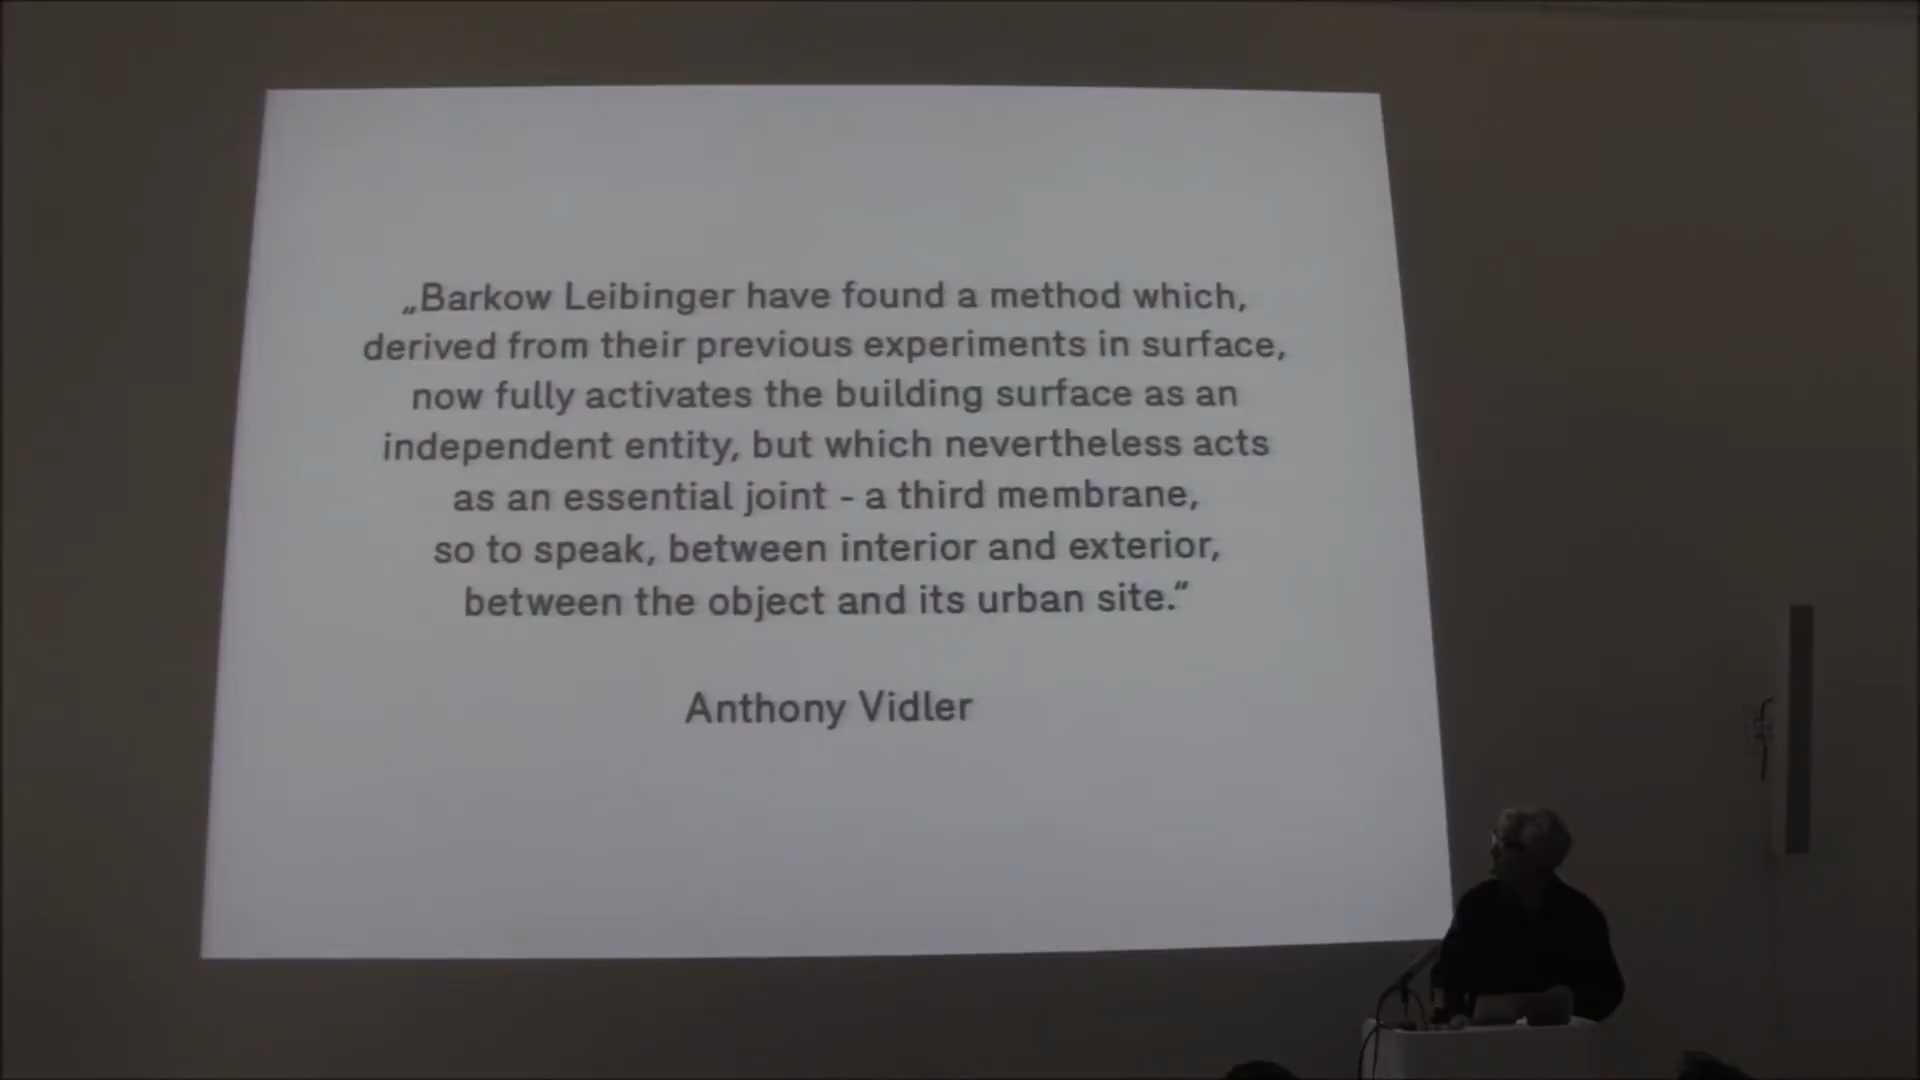 „Barkow Leibinger have found a method which,
derived from their previous experiments in surface,
now fully activates the building surface as an
independent entity, but which nevertheless acts
as an essential joint - a third membrane,
so to speak, between interior and exterior,
between the object and its urban site.“
Anthony Vidler